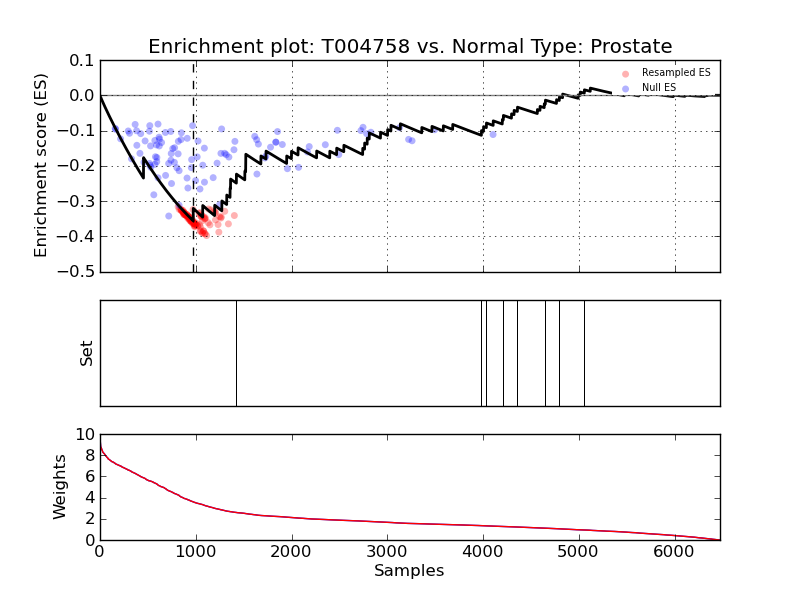 Enrichment plot: T004758 vs. Normal Type: Prostate
Enrichment score (ES)
0.1
0.0
−0.1
−0.2
−0.3
−0.4
−0.5
Resampled ES
Null ES
Set
Weights
10
8
6
4
2
0
0 1000 2000 3000 4000 5000 6000
Samples